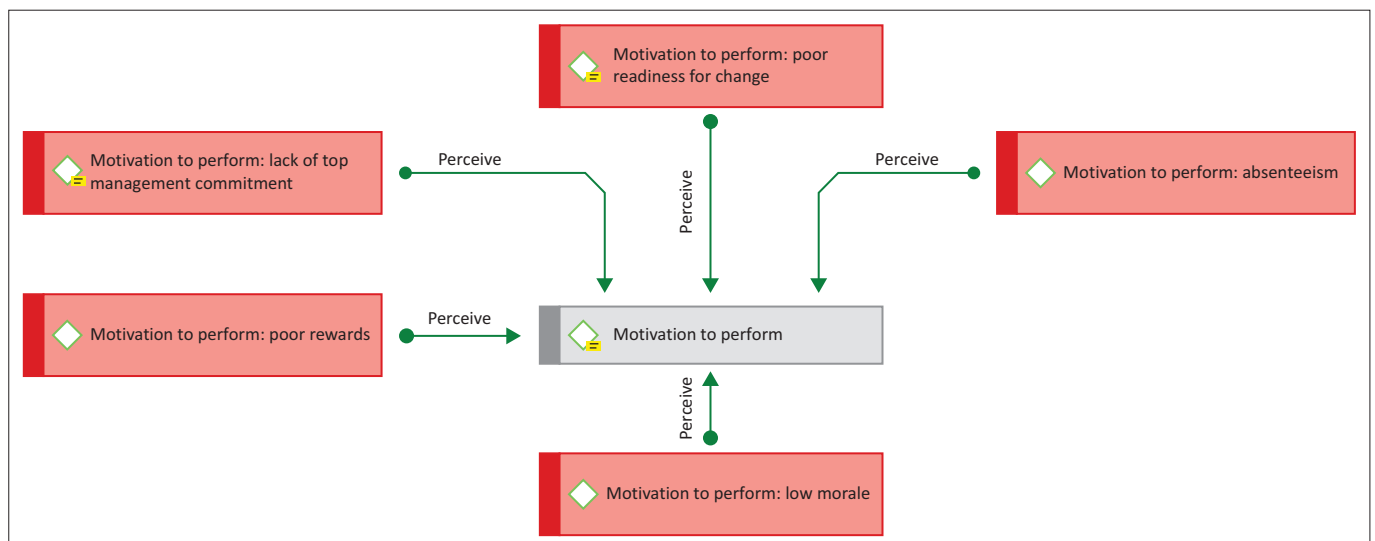 Motivation to perform: poor
readiness for change
Motivation to perform: lack of top
management commitment
Perceive
Perceive
Perceive
Motivation to perform: absenteeism
Motivation to perform: poor rewards
Perceive
Motivation to perform
Perceive
Motivation to perform: low morale